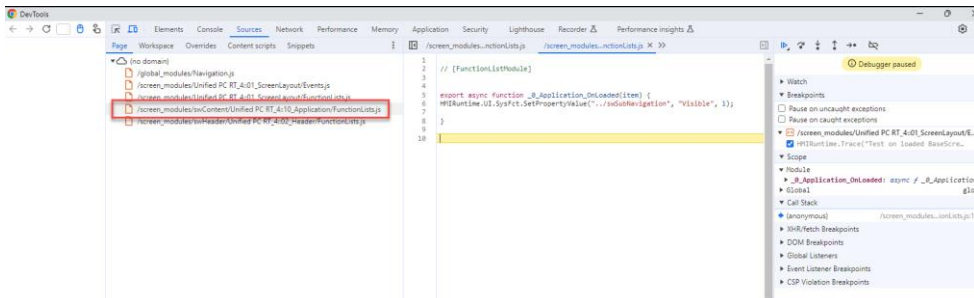 DevTools
Elements Console Sources Network Performance Memory Application Security Lighthouse Recorder Performance insights
Page Workspace Overrides Content scripts Snippets
/screen_modules...nctionLists.js /screen_modules...nctionLists.js × >>
(no domain)
/global_modules/Navigation.js
/screen_modules/Unified PC RT_4::01_ScreenLayout/Events.js
/screen_modules/Unified PC RT_4::01_ScreenLayout/FunctionLists.js
/screen_modules/swContent/Unified PC RT_4::10_Application/FunctionLists.js
/screen_modules/swHeader/Unified PC RT_4::02_Header/FunctionLists.js
1
2 // [FunctionListModule]
3
4
5 export async function _0_Application_OnLoaded(item) {
6 HMIRuntime.UI.SysFct.SetPropertyValue("../swSubNavigation", "Visible", 1);
7
8 }
9
10
Debugger paused
Watch
Breakpoints
Pause on uncaught exceptions
Pause on caught exceptions
/screen_modules/Unified PC RT_4::01_ScreenLayout/E...
HMIRuntime.Trace("Test on loaded BaseScre…
Scope
Module
_0_Application_OnLoaded: async ƒ _0_Applicatio
Global glo
Call Stack
(anonymous) /screen_modules…ionLists.js:1
XHR/fetch Breakpoints
DOM Breakpoints
Global Listeners
Event Listener Breakpoints
CSP Violation Breakpoints